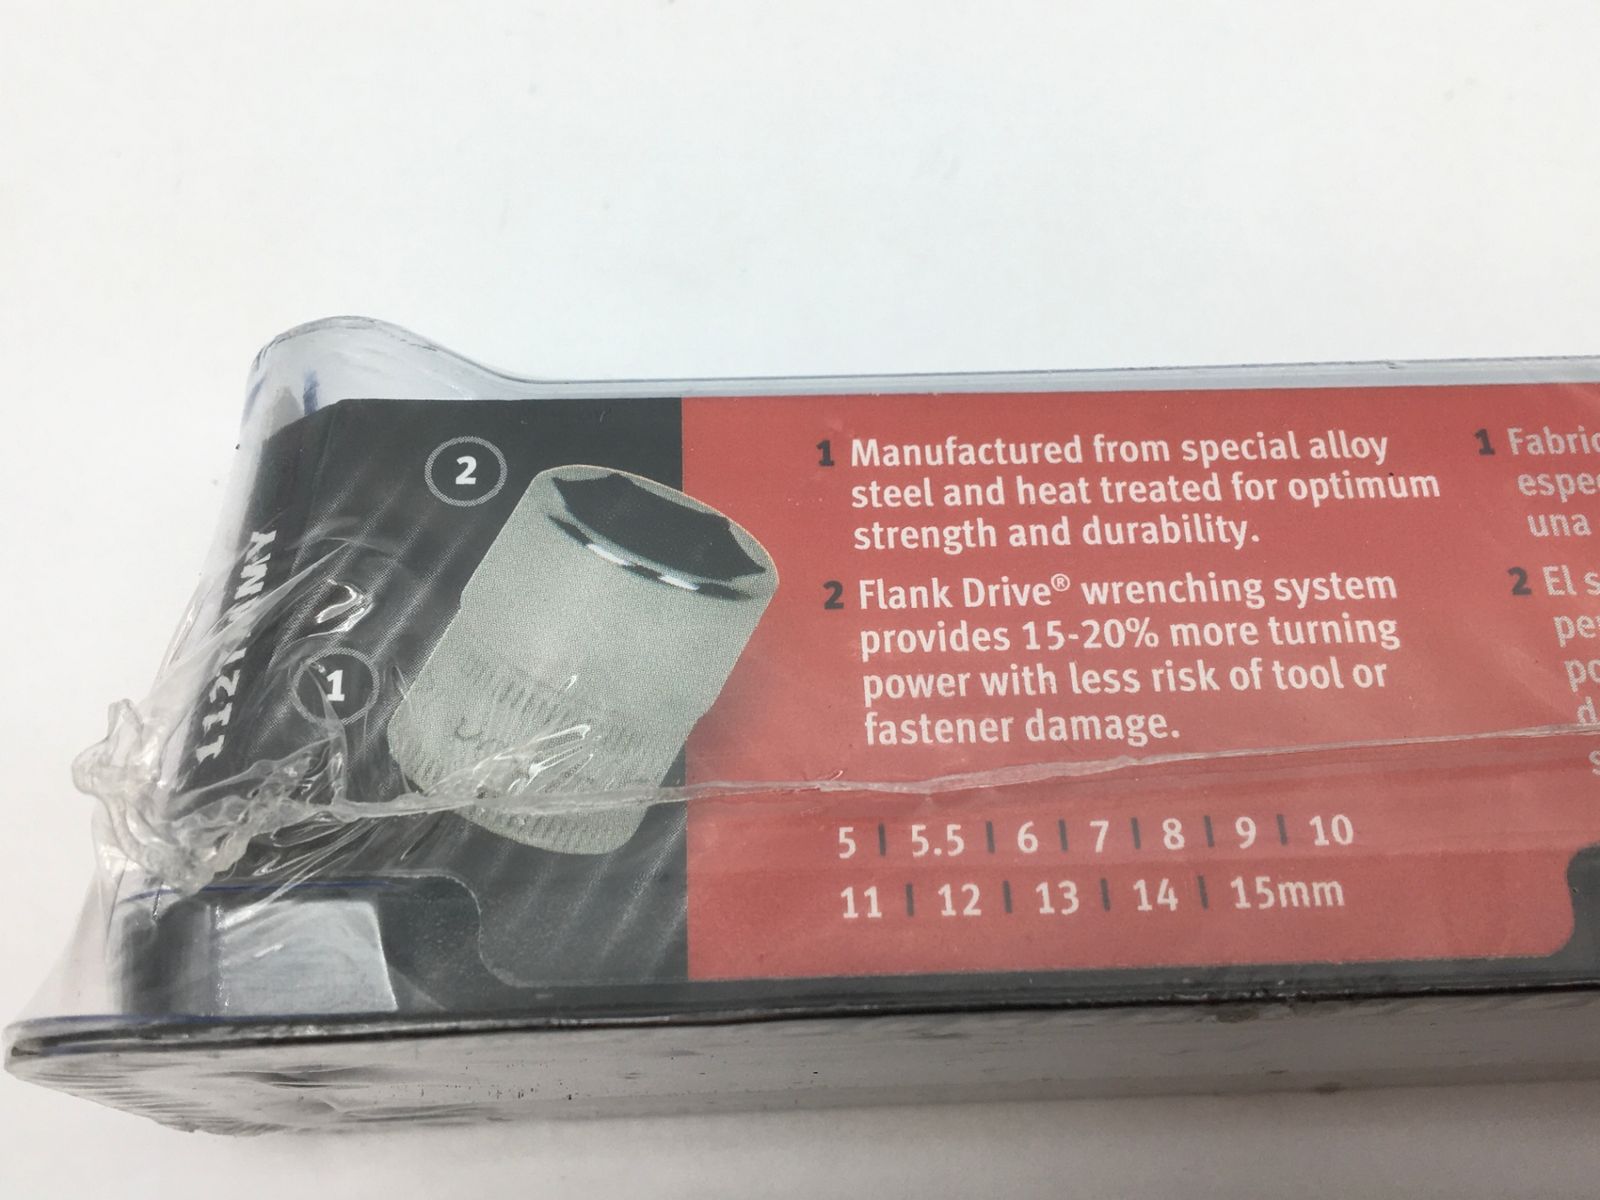 2
1
1 Manufactured from special alloy
steel and heat treated for optimum
strength and durability.
2 Flank Drive® wrenching system
provides 15-20% more turning
power with less risk of tool or
fastener damage.
5 | 5.5 | 6 | 7 | 8 | 9 | 10
11 | 12 | 13 | 14 | 15mm
1
una
2 El